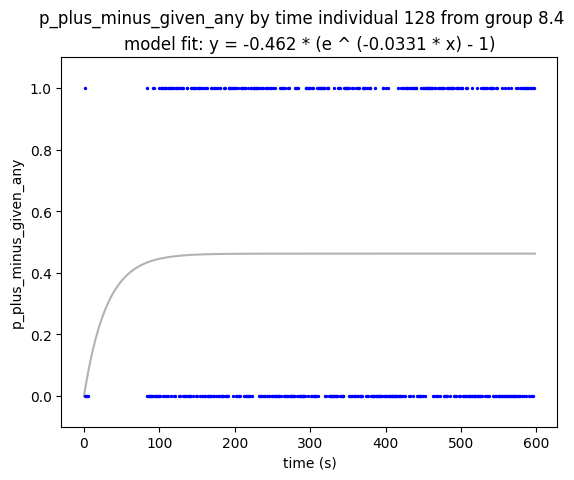 p_plus_minus_given_any by time individual 128 from group 8.4
model fit: y = -0.462 * (e ^ (-0.0331 * x) - 1)
1.0
0.8
0.6
0.4
0.2
0.0
p_plus_minus_given_any
0 100 200 300 400 500 600
time (s)